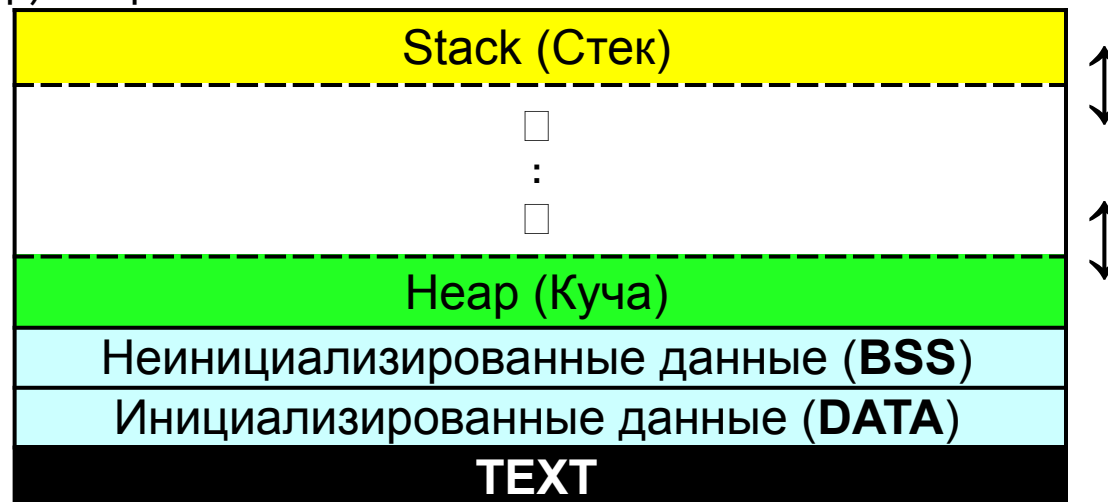 Stack (Стек)
:
Heap (Куча)
Неинициализированные данные (BSS)
Инициализированные данные (DATA)
TEXT